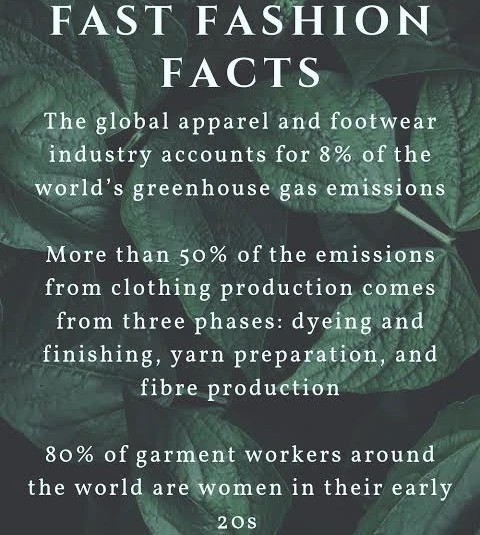 FAST FASHION
FACTS
The global apparel and footwear
industry accounts for 8% of the
world's greenhouse gas emissions
More than 50% of the emissions
from clothing production comes
from three phases: dyeing and
finishing, yarn preparation, and
fibre production
80% of garment workers around
the world are women in their early
20s